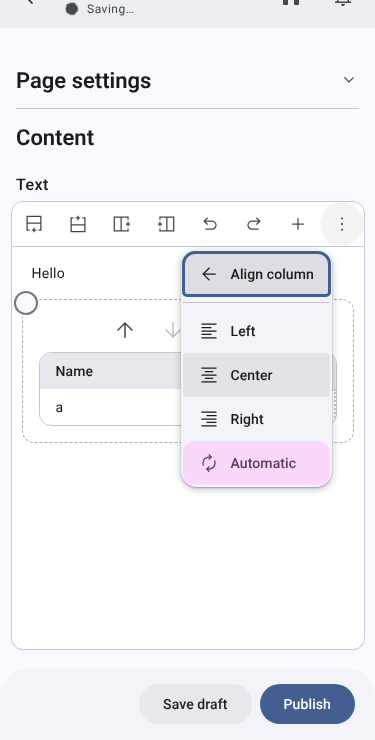 Saving…
Page settings
Content
Text
Hello
Align column
Left
Name
Center
a
Right
Automatic
Save draft
Publish